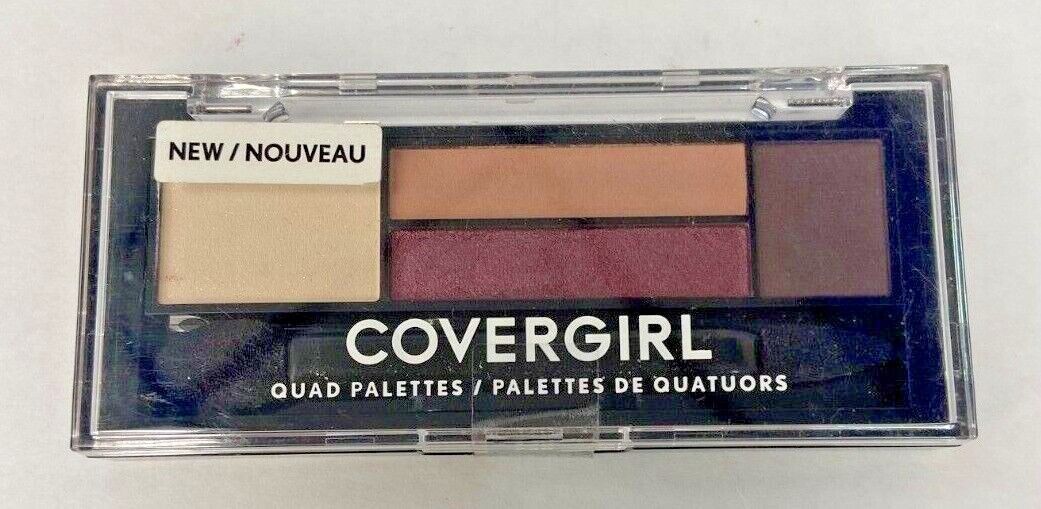 NEW / NOUVEAU
COVERGIRL
QUAD PALETTES / PALETTES DE QUATUORS